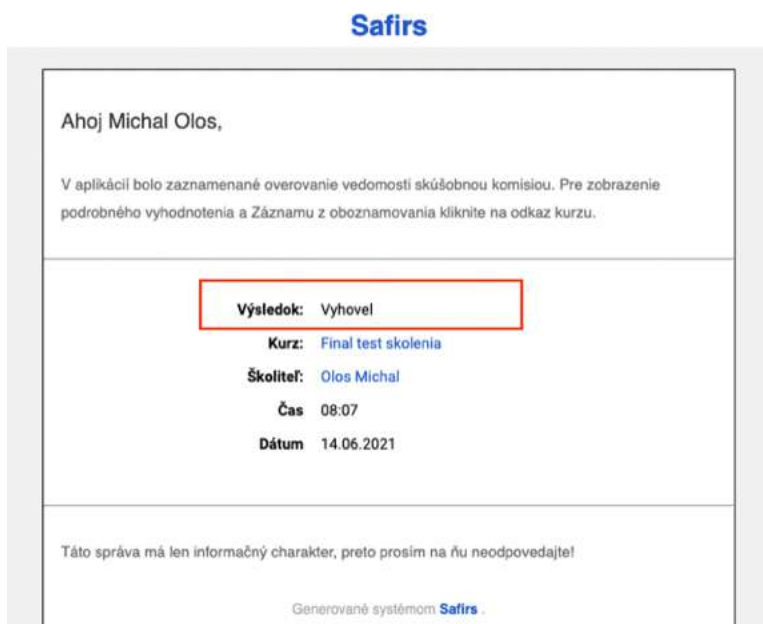 Safirs
Ahoj Michal Olos,
V aplikácií bolo zaznamenané overovanie vedomostí skúšobnou komisiou. Pre zobrazenie
podrobného vyhodnotenia a Záznamu z oboznamovania kliknite na odkaz kurzu.
Výsledok: Vyhovel
Kurz: Final test skolenia
Školiteľ: Olos Michal
Čas 08:07
Dátum 14.06.2021
Táto správa má len informačný charakter, preto prosím na ňu neodpovedajte!
Generované systémom Safirs .